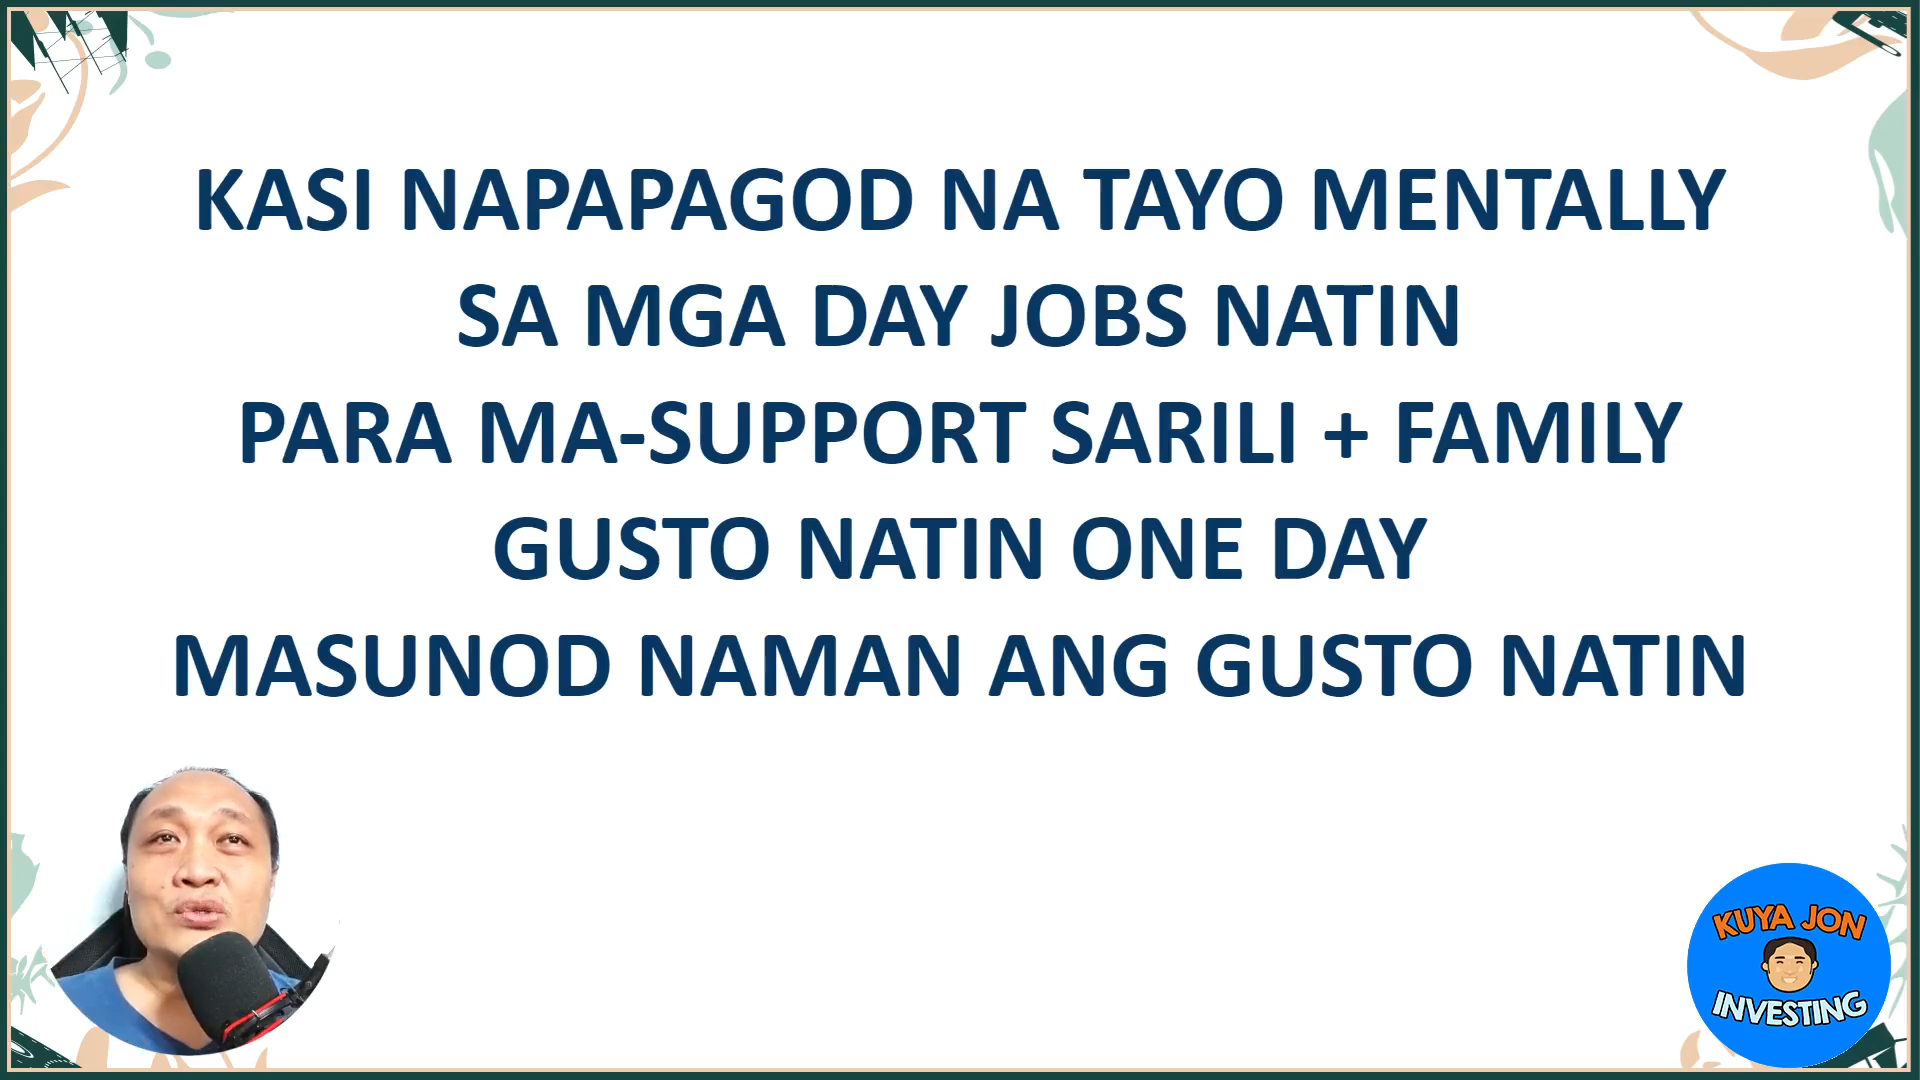 KASI NAPAPAGOD NA TAYO MENTALLY
SA MGA DAY JOBS NATIN
PARA MA-SUPPORT SARILI + FAMILY
GUSTO NATIN ONE DAY
MASUNOD NAMAN ANG GUSTO NATIN
KUYA JON
INVESTING